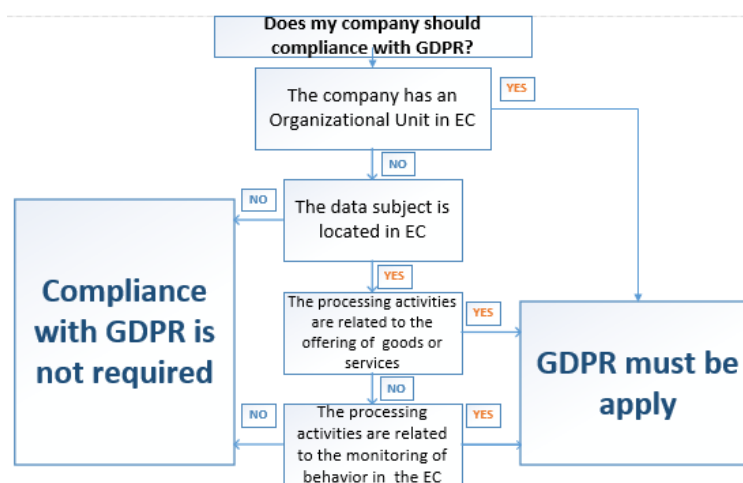 Does my company should
compliance with GDPR?
The company has an
Organizational Unit in EC
YES
NO
The data subject is
located in EC
NO
YES
The processing activities
are related to the
offering of goods or
services
YES
NO
The processing
activities are related
to the monitoring of
behavior in the EC
NO
YES
Compliance
with GDPR is
not required
GDPR must be
apply